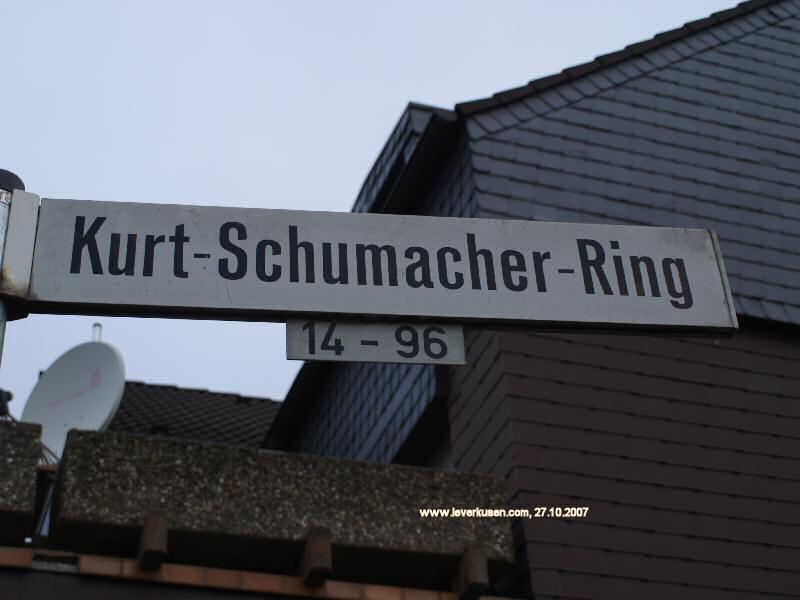 Kurt-Schumacher-Ring
14 - 96
www.leverkusen.com, 27.10.2007